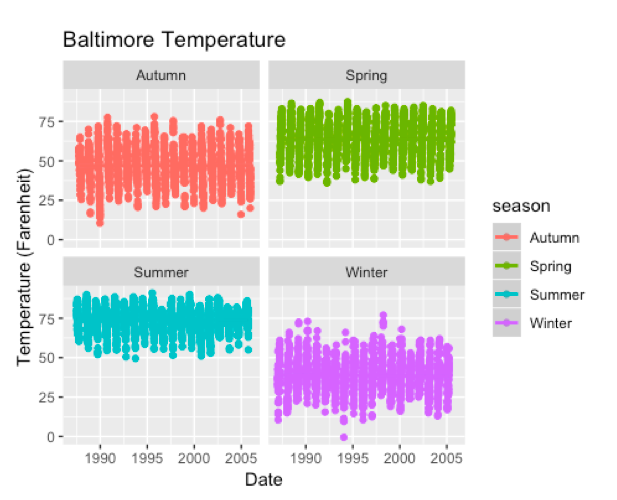 Baltimore Temperature
Autumn
Spring
75
50
25
0
Temperature (Farenheit)
Summer
Winter
75
50
25
0
1990 1995 2000 2005
1990 1995 2000 2005
Date
season
Autumn
Spring
Summer
Winter